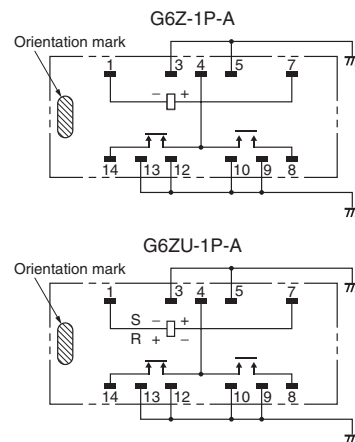 G6Z-1P-A
Orientation mark
1 3 4 5 7
− +
14 13 12 10 9 8
G6ZU-1P-A
Orientation mark
1 3 4 5 7
S − +
R + −
14 13 12 10 9 8